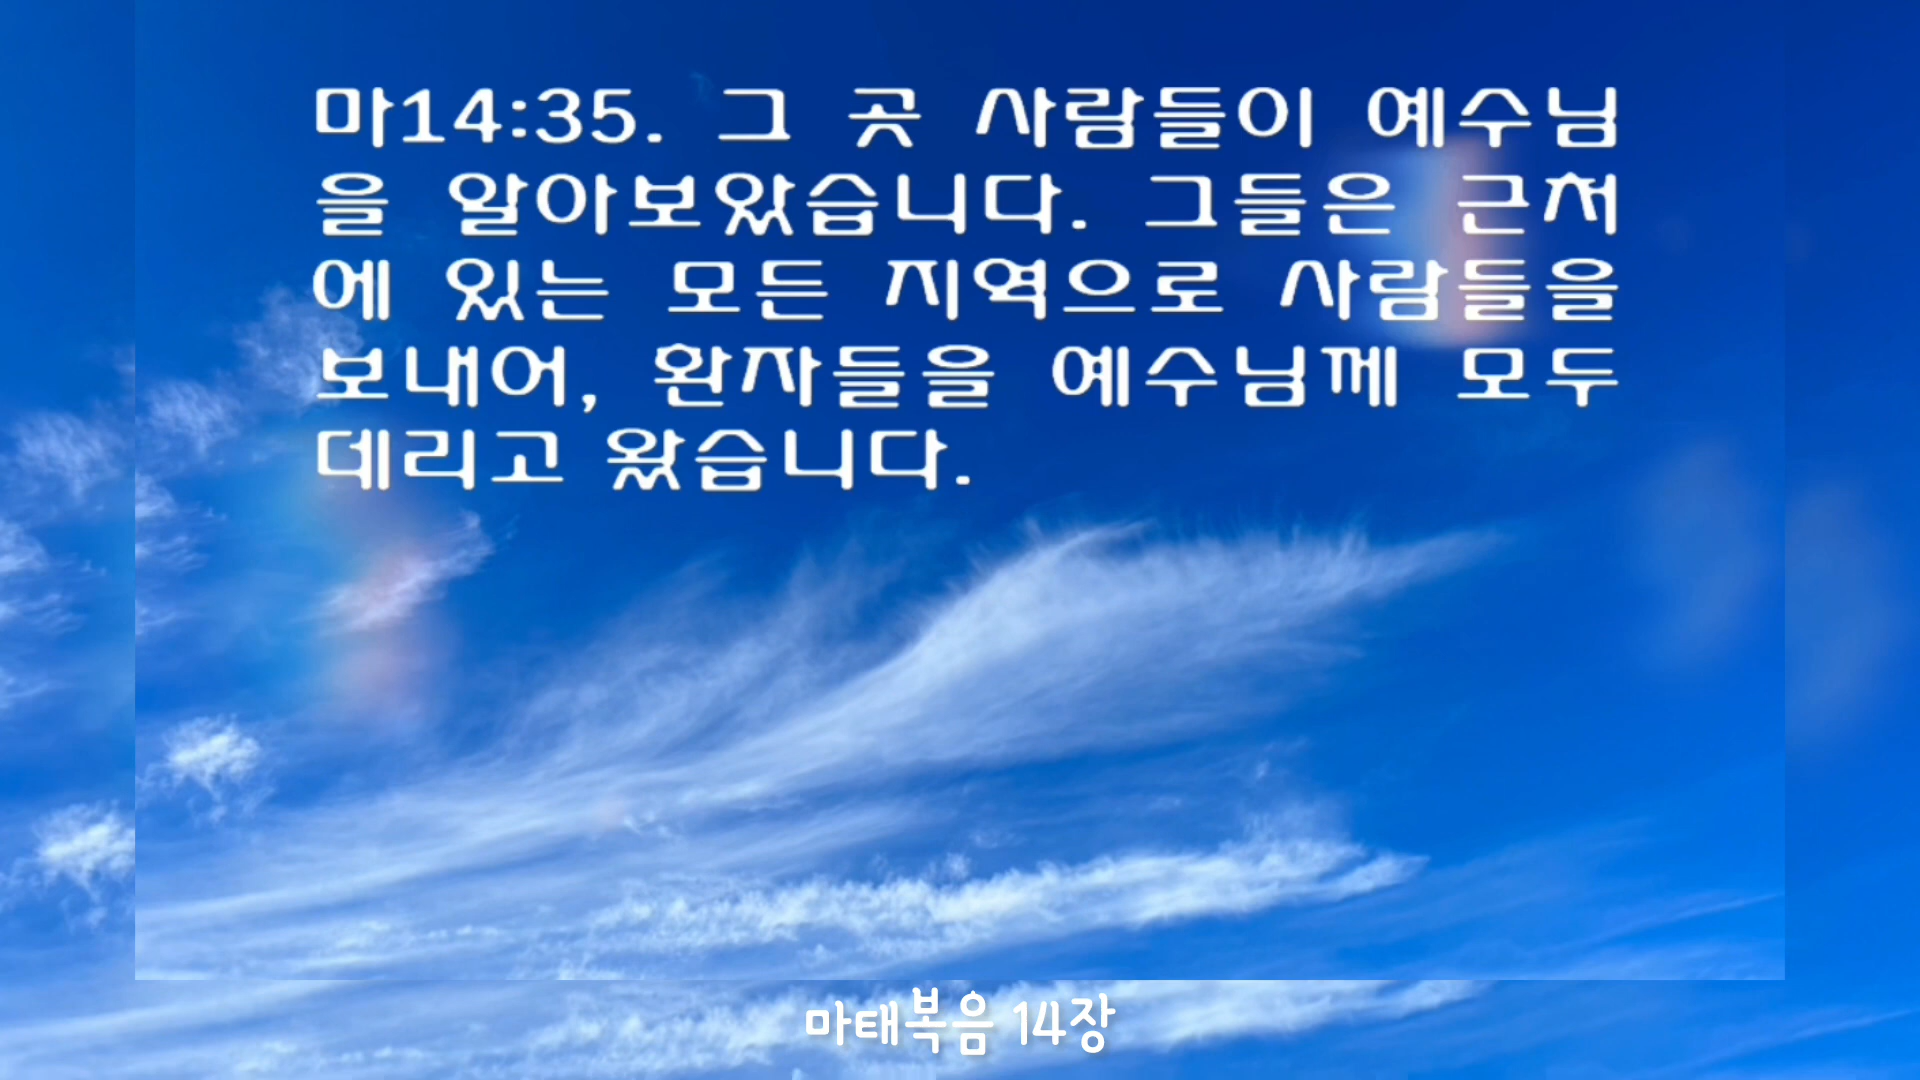 마14:35. 그 곳 사람들이 예수님
을 알아보았습니다. 그들은 근처
에 있는 모든 지역으로 사람들을
보내어, 환자들을 예수님께 모두
데리고 왔습니다.
마태복음 14장